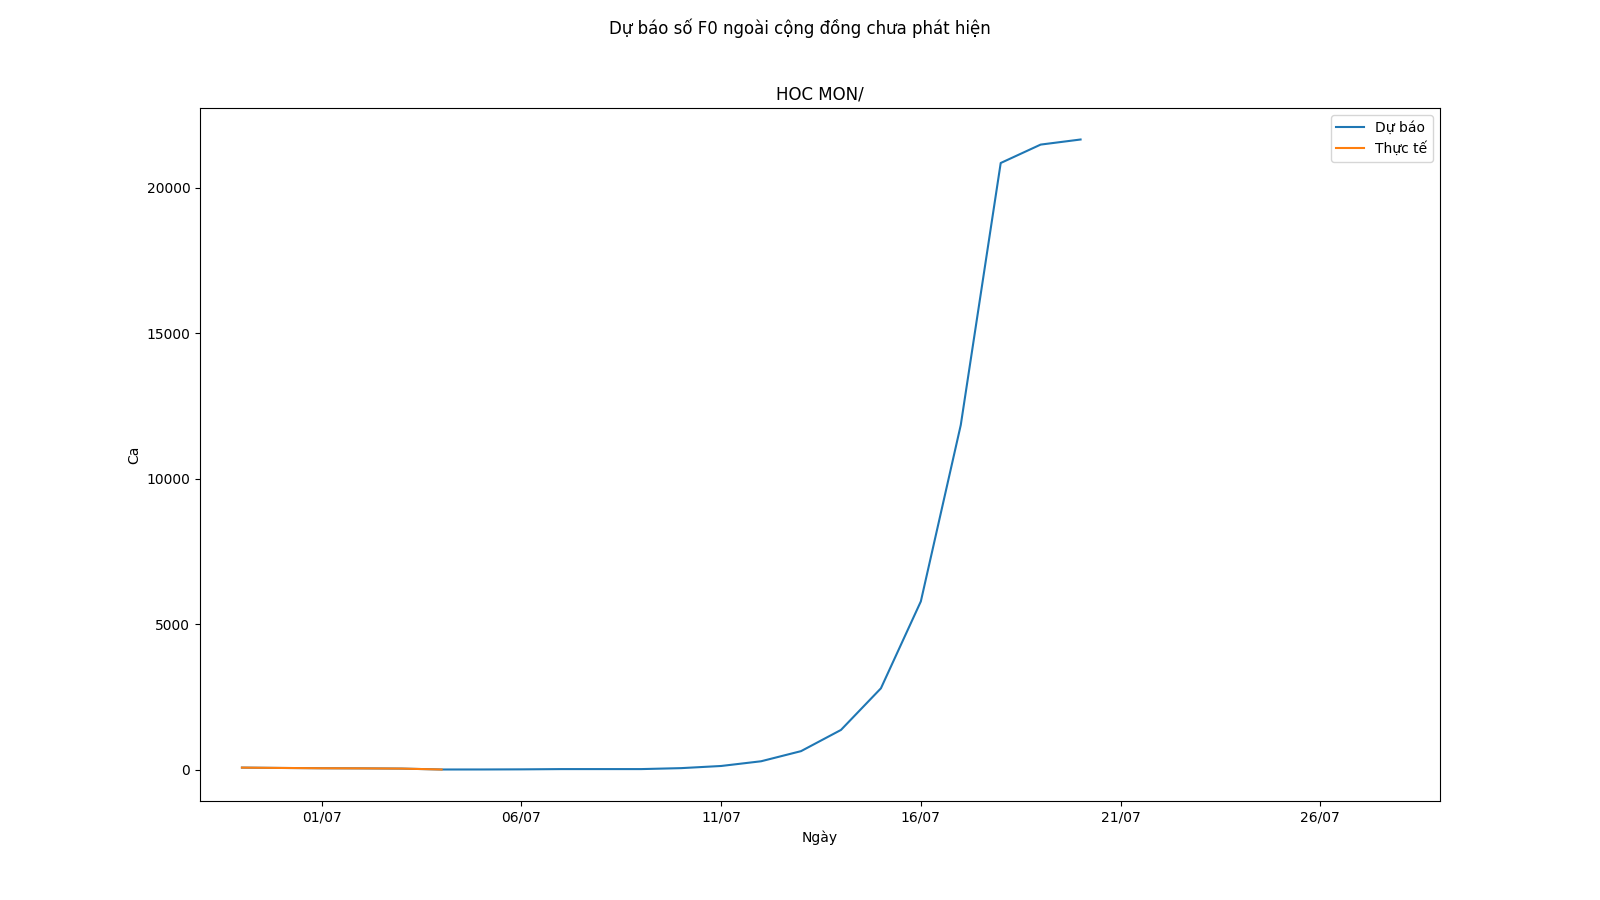 Dự báo số F0 ngoài cộng đồng chưa phát hiện
HOC MON/
Dự báo
Thực tế
20000
15000
10000
5000
0
Ca
01/07
06/07
11/07
16/07
21/07
26/07
Ngày